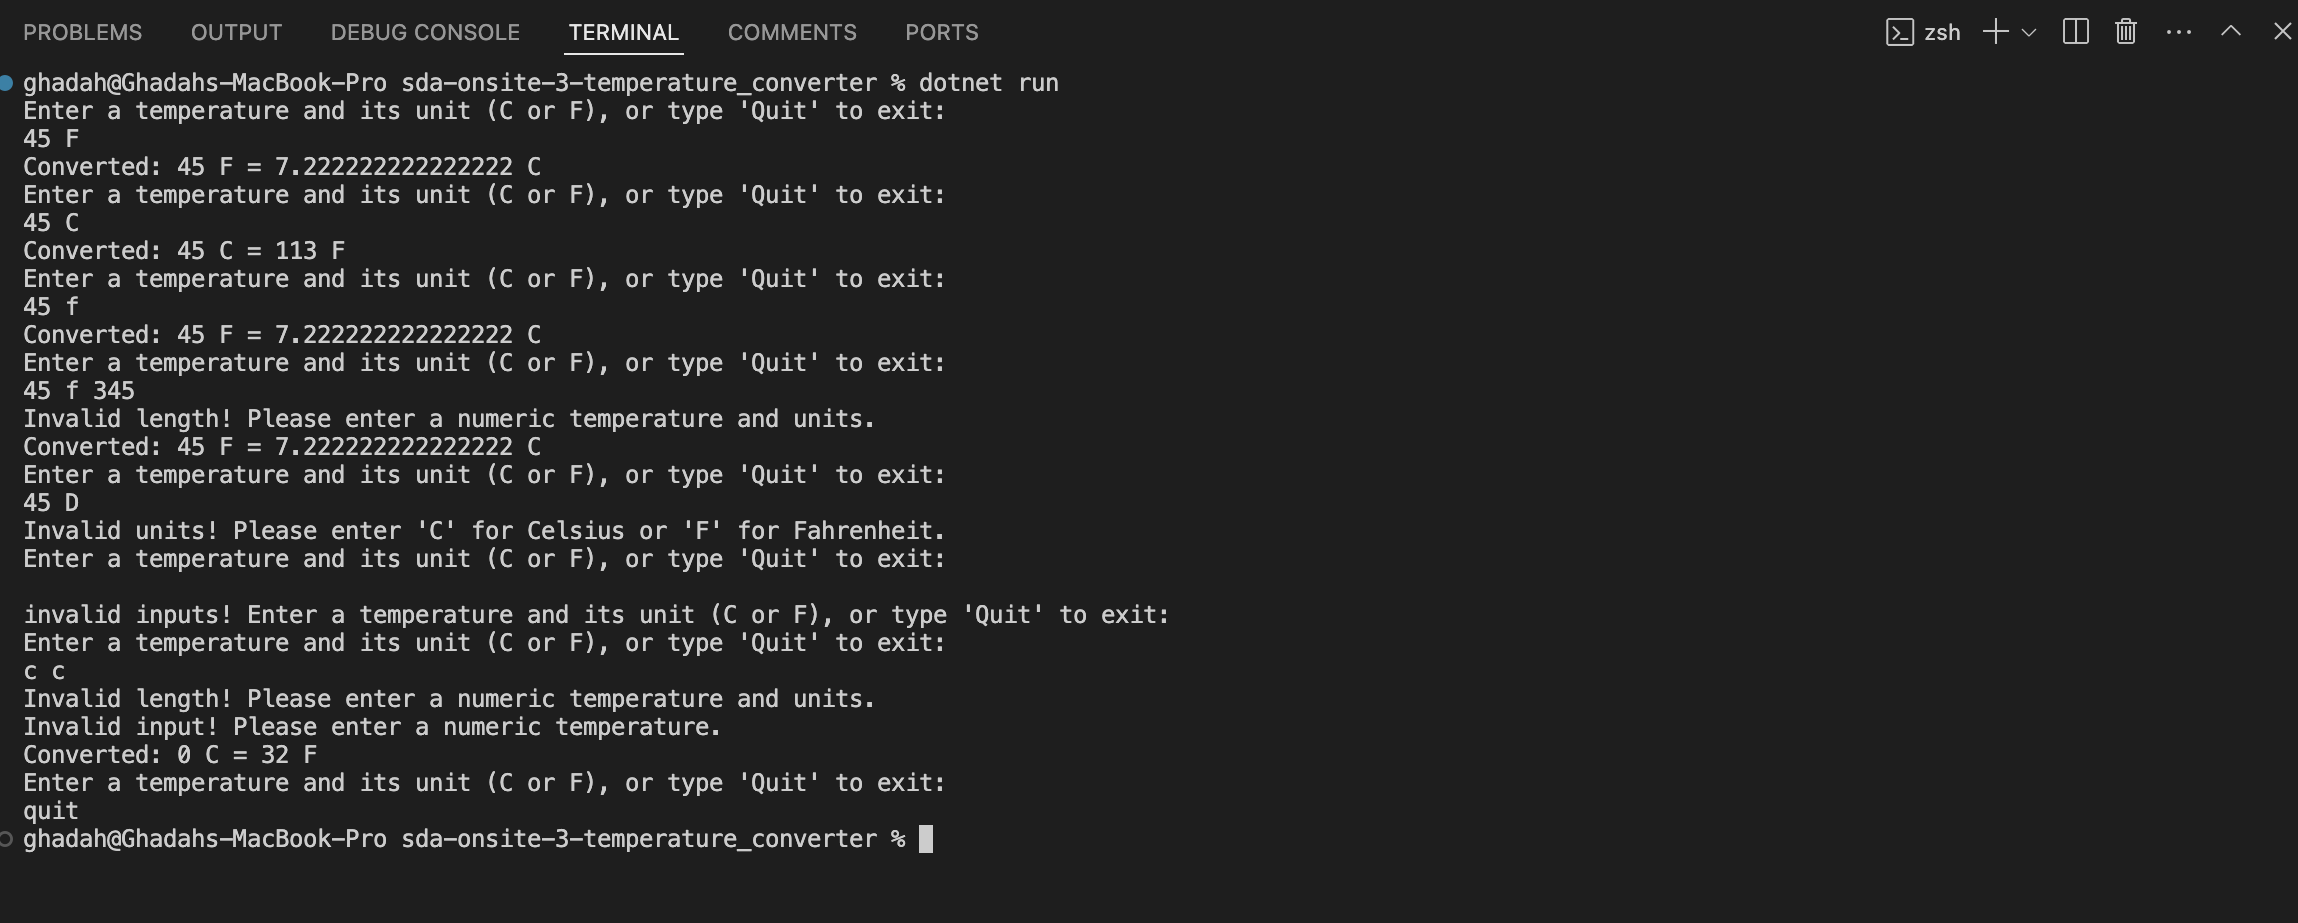 PROBLEMS OUTPUT DEBUG CONSOLE TERMINAL COMMENTS PORTS zsh
ghadah@Ghadahs-MacBook-Pro sda-onsite-3-temperature_converter % dotnet run
Enter a temperature and its unit (C or F), or type 'Quit' to exit:
45 F
Converted: 45 F = 7.222222222222222 C
Enter a temperature and its unit (C or F), or type 'Quit' to exit:
45 C
Converted: 45 C = 113 F
Enter a temperature and its unit (C or F), or type 'Quit' to exit:
45 f
Converted: 45 F = 7.222222222222222 C
Enter a temperature and its unit (C or F), or type 'Quit' to exit:
45 f 345
Invalid length! Please enter a numeric temperature and units.
Converted: 45 F = 7.222222222222222 C
Enter a temperature and its unit (C or F), or type 'Quit' to exit:
45 D
Invalid units! Please enter 'C' for Celsius or 'F' for Fahrenheit.
Enter a temperature and its unit (C or F), or type 'Quit' to exit:
invalid inputs! Enter a temperature and its unit (C or F), or type 'Quit' to exit:
Enter a temperature and its unit (C or F), or type 'Quit' to exit:
c c
Invalid length! Please enter a numeric temperature and units.
Invalid input! Please enter a numeric temperature.
Converted: 0 C = 32 F
Enter a temperature and its unit (C or F), or type 'Quit' to exit:
quit
ghadah@Ghadahs-MacBook-Pro sda-onsite-3-temperature_converter %